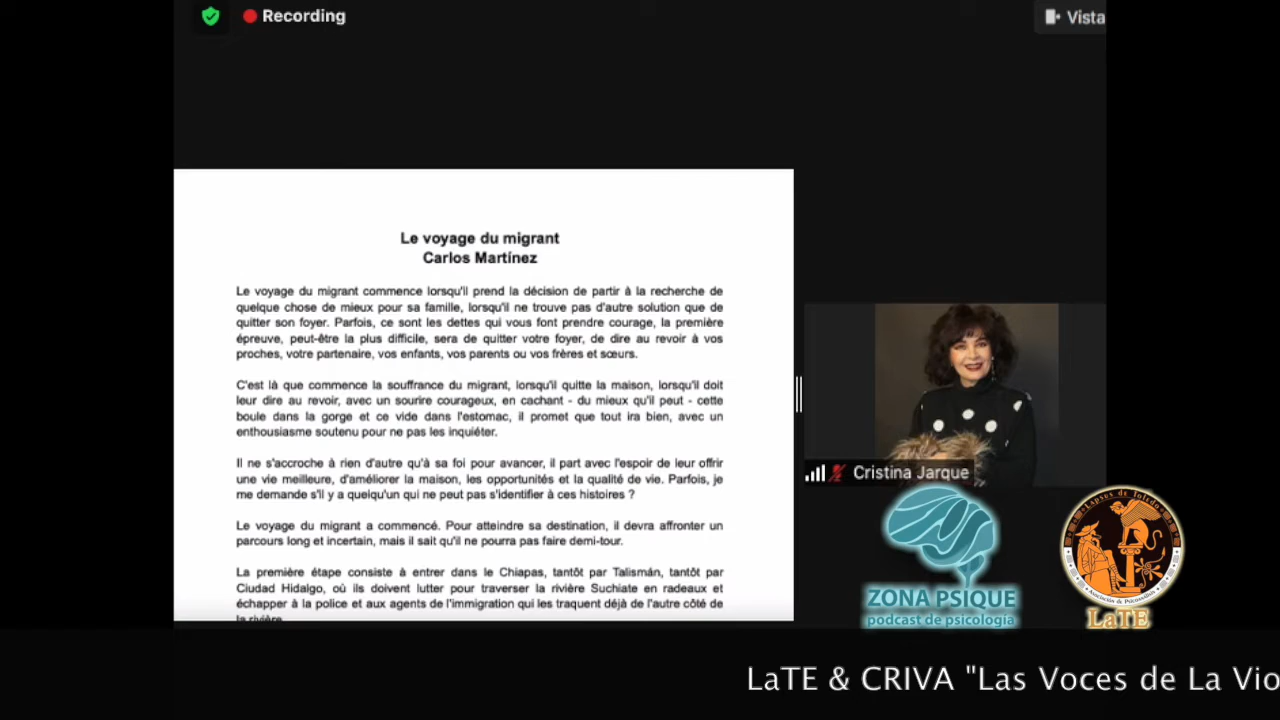 Recording
Vista
Le voyage du migrant
Carlos Martínez
Le voyage du migrant commence lorsqu'il prend la décision de partir à la recherche de
quelque chose de mieux pour sa famille, lorsqu'il ne trouve pas d'autre solution que de
quitter son foyer. Parfois, ce sont les dettes qui vous font prendre courage, la première
épreuve, peut-être la plus difficile, sera de quitter votre foyer, de dire au revoir à vos
proches, votre partenaire, vos enfants, vos parents ou vos frères et sœurs.
C'est là que commence la souffrance du migrant, lorsqu'il quitte la maison, lorsqu'il doit
leur dire au revoir, avec un sourire courageux, en cachant - du mieux qu'il peut - cette
boule dans la gorge et ce vide dans l'estomac, il promet que tout ira bien, avec un
enthousiasme soutenu pour ne pas les inquiéter.
Il ne s'accroche à rien d'autre qu'à sa foi pour avancer, il part avec l'espoir de leur offrir
une vie meilleure, d'améliorer la maison, les opportunités et la qualité de vie. Parfois, je
me demande s'il y a quelqu'un qui ne peut pas s'identifier à ces histoires ?
Le voyage du migrant a commencé. Pour atteindre sa destination, il devra affronter un
parcours long et incertain, mais il sait qu'il ne pourra pas faire demi-tour.
La première étape consiste à entrer dans le Chiapas, tantôt par Talismán, tantôt par
Ciudad Hidalgo, où ils doivent lutter pour traverser la rivière Suchiate en radeaux et
échapper à la police et aux agents de l'immigration qui les traquent déjà de l'autre côté de
la rivière.
Cristina Jarque
ZONA PSIQUE
podcast de psicología
Lapsus de Toledo
Asociación de Psicoanálisis
LaTE
LaTE & CRIVA "Las Voces de La Vio